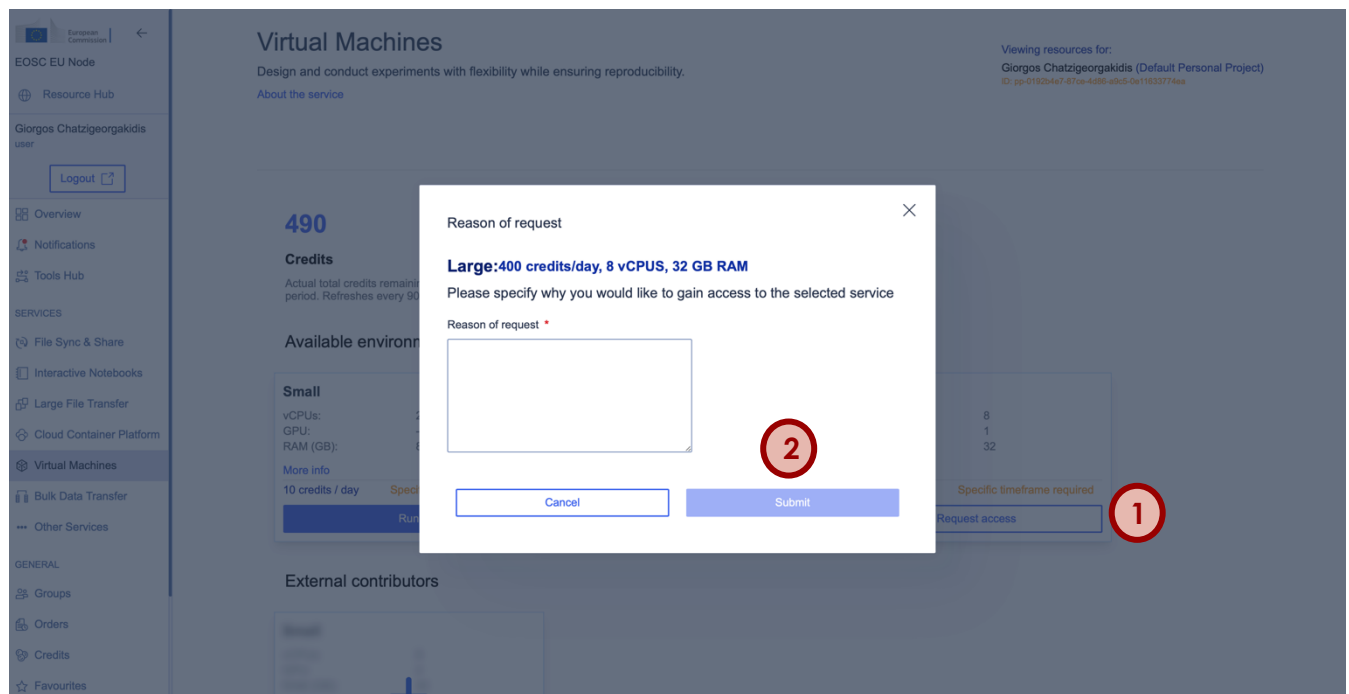 European
Commission
EOSC EU Node
Resource Hub
Giorgos Chatzigeorgakidis
user
Logout
Overview
Notifications
Tools Hub
SERVICES
File Sync & Share
Interactive Notebooks
Large File Transfer
Cloud Container Platform
Virtual Machines
Bulk Data Transfer
Other Services
GENERAL
Groups
Orders
Credits
Favourites
Virtual Machines
Design and conduct experiments with flexibility while ensuring reproducibility.
About the service
Viewing resources for:
Giorgos Chatzigeorgakidis (Default Personal Project)
490
Credits
Actual total credits
period. Refreshes every 90
Available
Small
vCPUs:
GPU:
RAM (GB):
More info
10 credits / day
Run
8
1
32
Specific timeframe required
Request access
1
Reason of request
Large:400 credits/day, 8 vCPUS, 32 GB RAM
Please specify why you would like to gain access to the selected service
Reason of request *
2
Cancel
Submit
External contributors